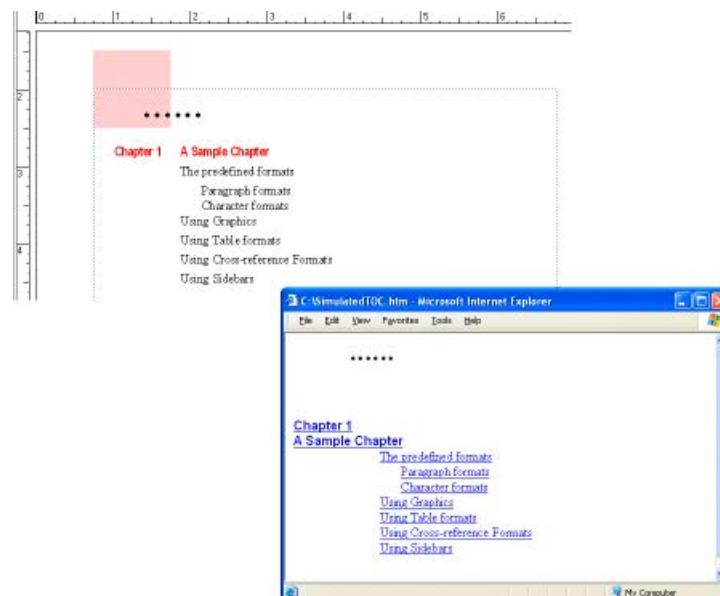 0 1 2 3 4 5 6
2
3
4
••••••
Chapter 1 A Sample Chapter
The predefined formats
Paragraph formats
Character formats
Using Graphics
Using Table formats
Using Cross-reference Formats
Using Sidebars
C:\SimulatedTOC.htm - Microsoft Internet Explorer
File Edit View Favorites Tools Help
••••••
Chapter 1
A Sample Chapter
The predefined formats
Paragraph formats
Character formats
Using Graphics
Using Table formats
Using Cross-reference Formats
Using Sidebars
My Computer